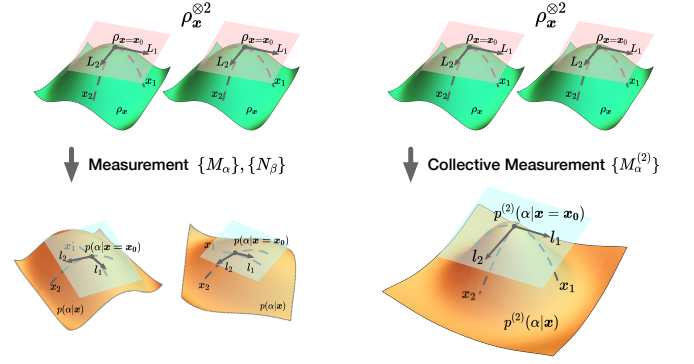 ρ_x^{⊗2}
ρ_{x=x_0} L_1 L_2 x_1 x_2 ρ_x
ρ_{x=x_0} L_1 L_2 x_1 x_2 ρ_x
Measurement {M_α}, {N_β}
p(α|x = x_0) x_1 l_2 l_1 x_2 p(α|x)
p(α|x = x_0) x_1 l_2 l_1 x_2 p(α|x)
ρ_x^{⊗2}
ρ_{x=x_0} L_1 L_2 x_1 x_2 ρ_x
ρ_{x=x_0} L_1 L_2 x_1 x_2 ρ_x
Collective Measurement {M_α^{(2)}}
p^{(2)}(α|x = x_0)
l_1
l_2
x_2 x_1
p^{(2)}(α|x)